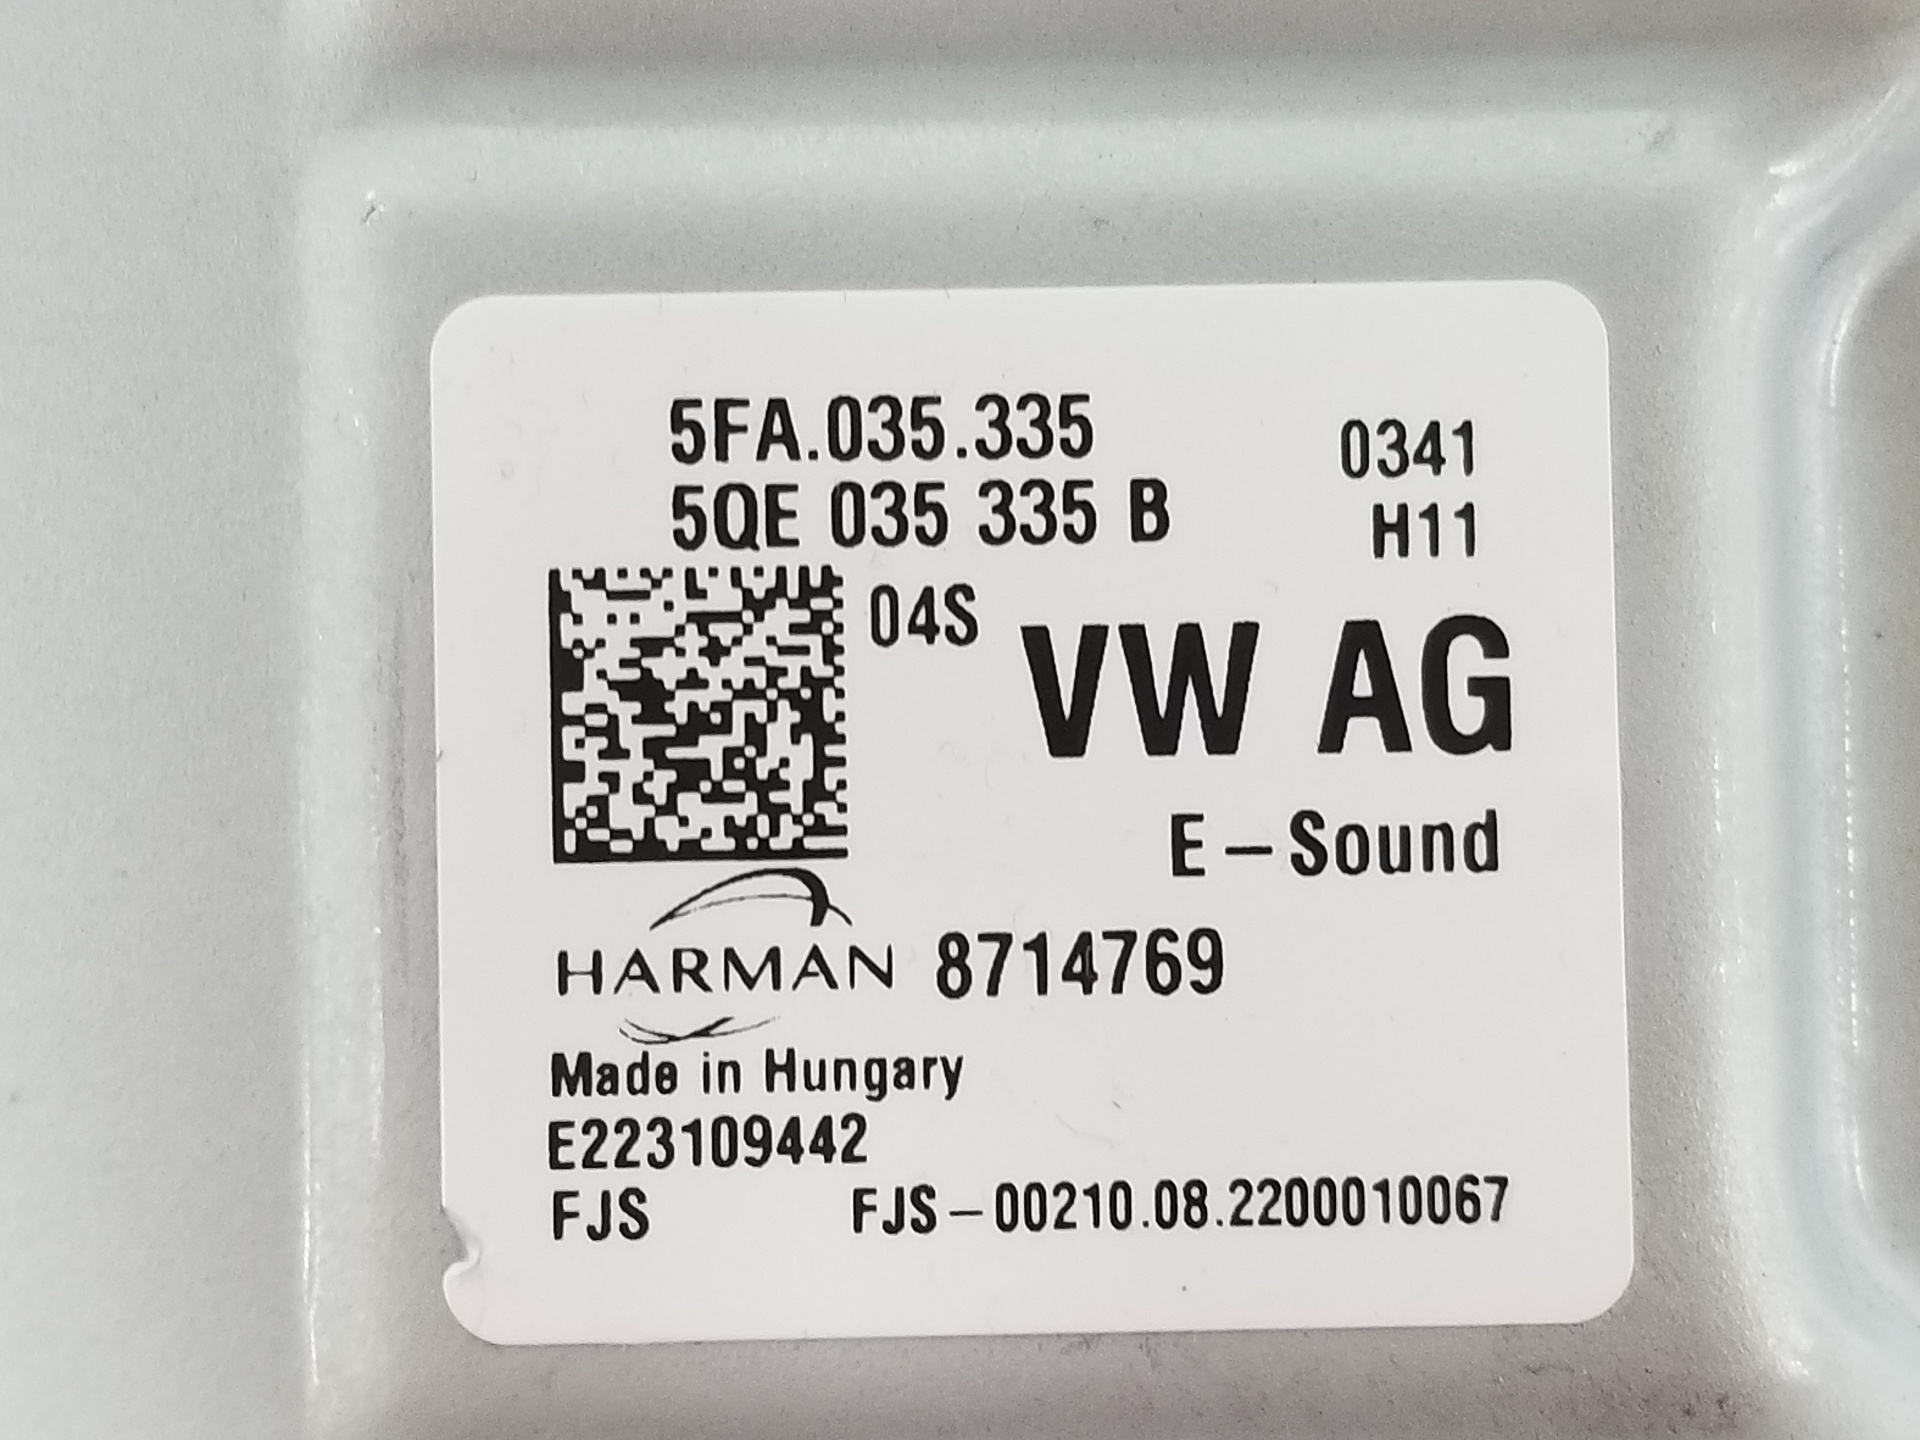 5FA.035.335
0341
5QE 035 335 B
H11
04S
VW AG
E-Sound
HARMAN 8714769
Made in Hungary
E223109442
FJS FJS-00210.08.2200010067